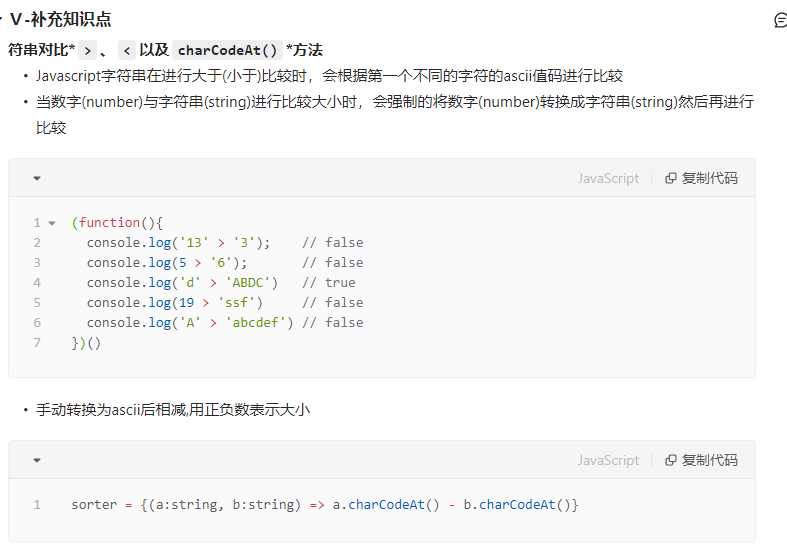 V-补充知识点
符串对比* > 、 < 以及 charCodeAt() *方法
• Javascript字符串在进行大于(小于)比较时，会根据第一个不同的字符的ascii值码进行比较
• 当数字(number)与字符串(string)进行比较大小时，会强制的将数字(number)转换成字符串(string)然后再进行
比较
JavaScript 复制代码
1 (function(){
2 console.log('13' > '3'); // false
3 console.log(5 > '6'); // false
4 console.log('d' > 'ABDC') // true
5 console.log(19 > 'ssf') // false
6 console.log('A' > 'abcdef') // false
7 })()
• 手动转换为ascii后相减,用正负数表示大小
JavaScript 复制代码
1 sorter = {(a:string, b:string) => a.charCodeAt() - b.charCodeAt()}